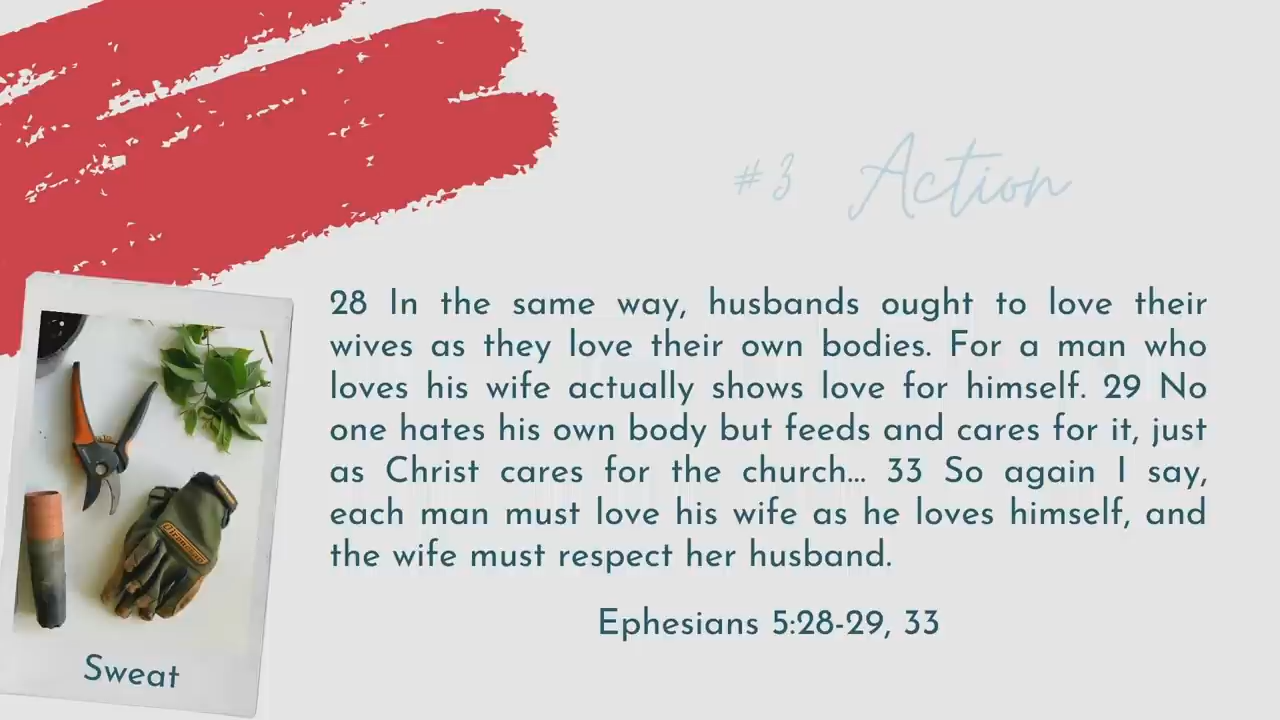 #3 Action
28 In the same way, husbands ought to love their
wives as they love their own bodies. For a man who
loves his wife actually shows love for himself. 29 No
one hates his own body but feeds and cares for it, just
as Christ cares for the church... 33 So again I say,
each man must love his wife as he loves himself, and
the wife must respect her husband.
Ephesians 5:28-29, 33
Sweat